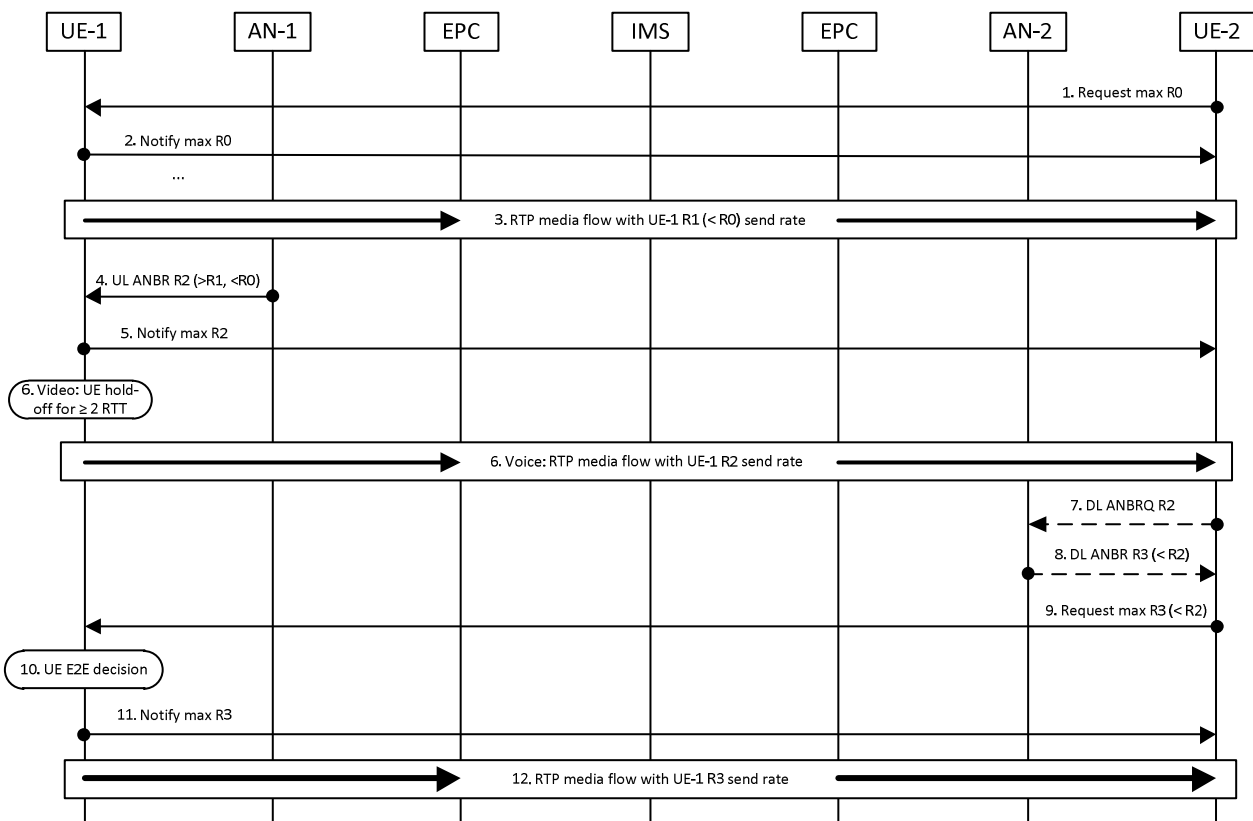 UE-1 AN-1 EPC IMS EPC AN-2 UE-2
1. Request max R0
2. Notify max R0
...
3. RTP media flow with UE-1 R1 (< R0) send rate
4. UL ANBR R2 (>R1, <R0)
5. Notify max R2
6. Video: UE hold-
off for ≥ 2 RTT
6. Voice: RTP media flow with UE-1 R2 send rate
7. DL ANBRQ R2
8. DL ANBR R3 (< R2)
9. Request max R3 (< R2)
10. UE E2E decision
11. Notify max R3
12. RTP media flow with UE-1 R3 send rate